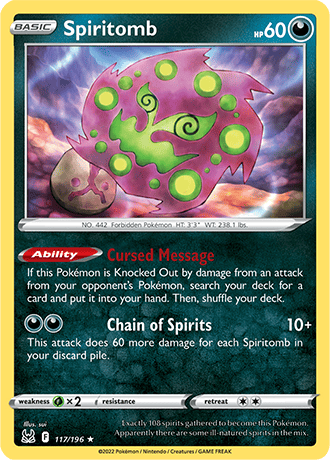 BASIC Spiritomb HP60
NO. 442 Forbidden Pokémon HT: 3'3" WT: 238.1 lbs.
Ability Cursed Message
If this Pokémon is Knocked Out by damage from an attack
from your opponent's Pokémon, search your deck for a
card and put it into your hand. Then, shuffle your deck.
Chain of Spirits 10+
This attack does 60 more damage for each Spiritomb in
your discard pile.
weakness ×2 resistance retreat
Illus. sui
F 117/196 ★
Exactly 108 spirits gathered to become this Pokémon.
Apparently there are some ill-natured spirits in the mix.
©2022 Pokémon / Nintendo / Creatures / GAME FREAK